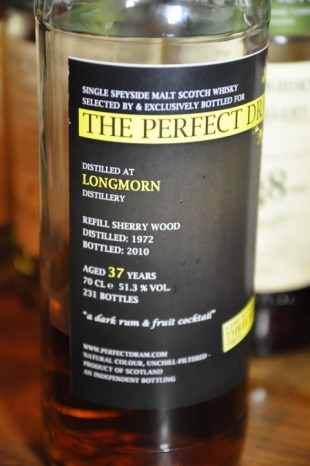 SINGLE SPEYSIDE MALT SCOTCH WHISKY
SELECTED BY & EXCLUSIVELY BOTTLED FOR
THE PERFECT
DISTILLED AT
LONGMORN
DISTILLERY
REFILL SHERRY WOOD
DISTILLED: 1972
BOTTLED: 2010
AGED 37 YEARS
70 CL e 51.3 % VOL.
231 BOTTLES
"a dark rum & fruit cocktail"
WWW.PERFECTDRAM.COM
NATURAL COLOUR, UNCHILL-FILTERED -
PRODUCT OF SCOTLAND
AN INDEPENDENT BOTTLING